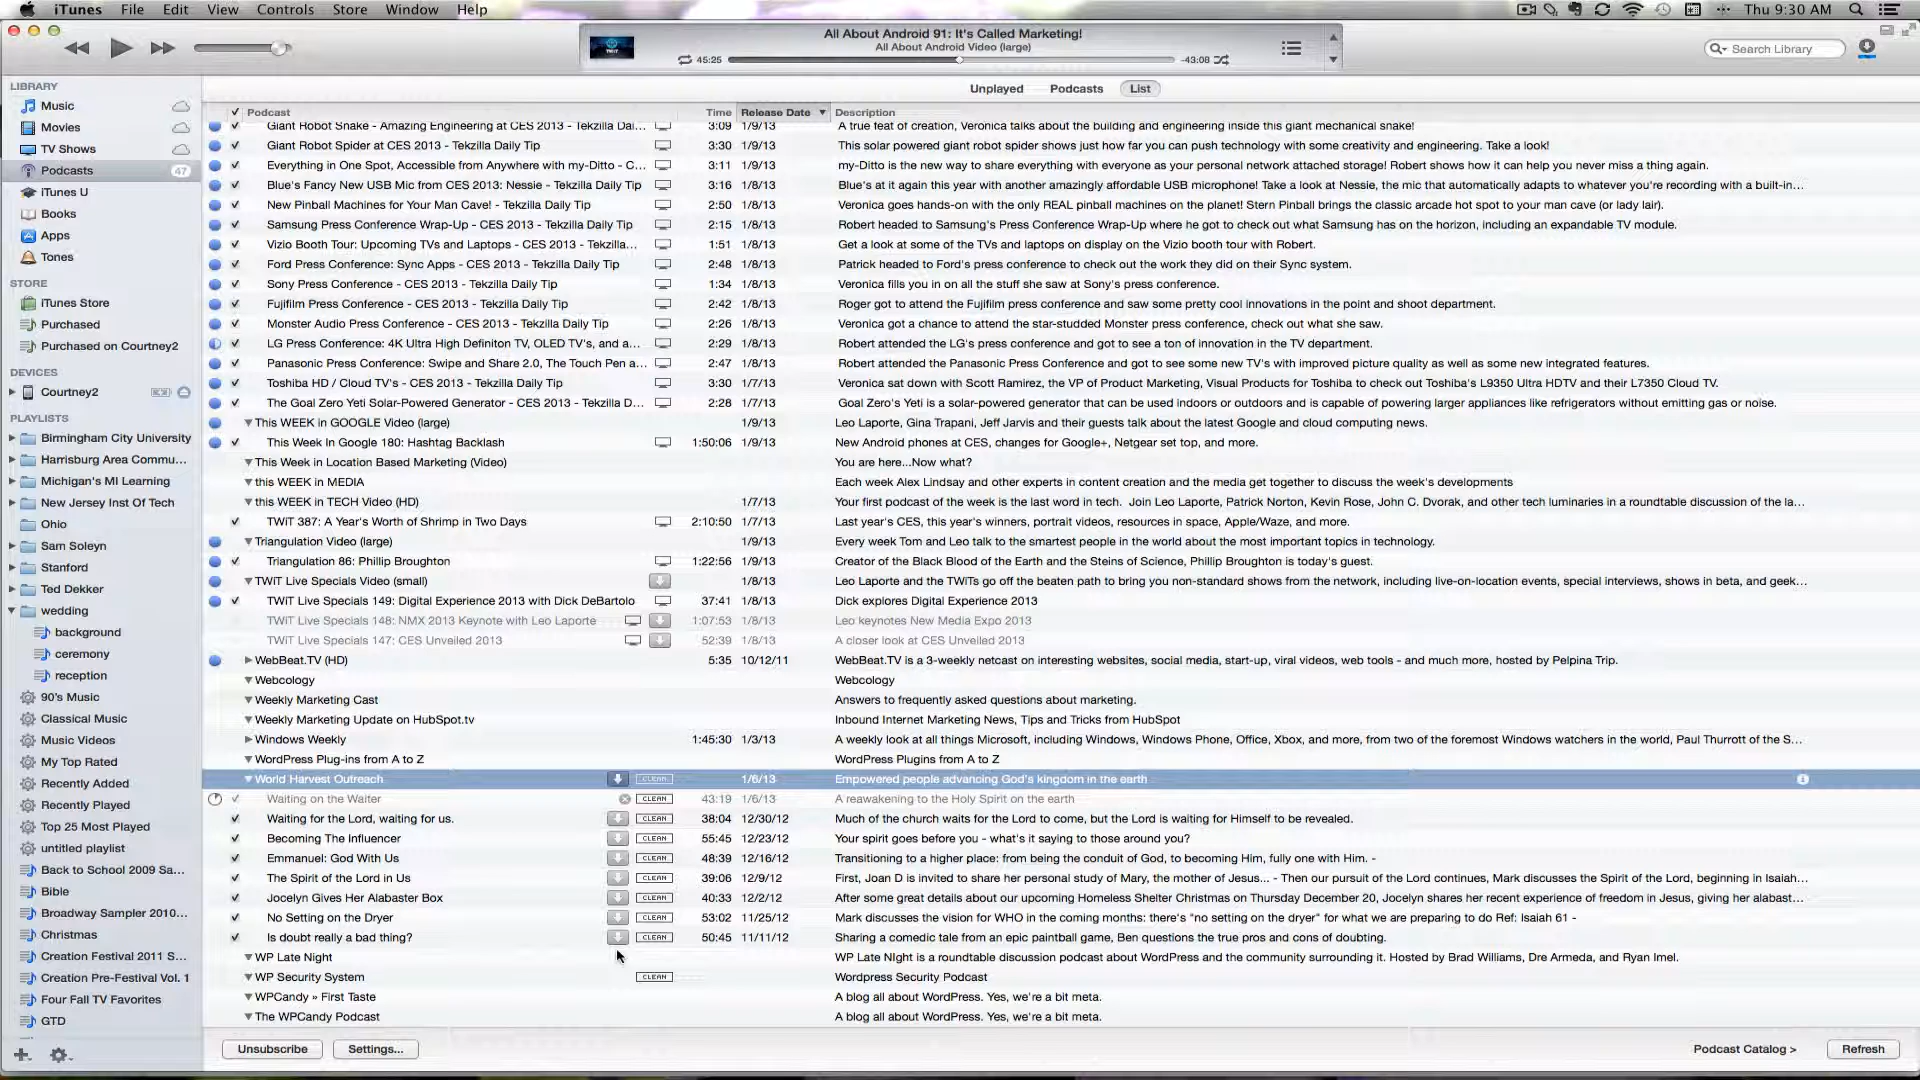 iTunes File Edit View Controls Store Window Help Thu 9:30 AM
All About Android 91: It's Called Marketing!
All About Android Video (large)
45:25 -43:08
Search Library
Unplayed Podcasts List
LIBRARY
Music
Movies
TV Shows
Podcasts 47
iTunes U
Books
Apps
Tones
STORE
iTunes Store
Purchased
Purchased on Courtney2
DEVICES
Courtney2
PLAYLISTS
Birmingham City University
Harrisburg Area Commu...
Michigan's MI Learning
New Jersey Inst Of Tech
Ohio
Sam Soleyn
Stanford
Ted Dekker
wedding
background
ceremony
reception
90's Music
Classical Music
Music Videos
My Top Rated
Recently Added
Recently Played
Top 25 Most Played
untitled playlist
Back to School 2009 Sa...
Bible
Broadway Sampler 2010...
Christmas
Creation Festival 2011 S...
Creation Pre-Festival Vol. 1
Four Fall TV Favorites
GTD
Podcast Time Release Date Description
Giant Robot Snake - Amazing Engineering at CES 2013 - Tekzilla Dai... 3:09 1/9/13 A true feat of creation, Veronica talks about the building and engineering inside this giant mechanical snake!
Giant Robot Spider at CES 2013 - Tekzilla Daily Tip 3:30 1/9/13 This solar powered giant robot spider shows just how far you can push technology with some creativity and engineering. Take a look!
Everything in One Spot, Accessible from Anywhere with my-Ditto - C... 3:11 1/9/13 my-Ditto is the new way to share everything with everyone as your personal network attached storage! Robert shows how it can help you never miss a thing again.
Blue's Fancy New USB Mic from CES 2013: Nessie - Tekzilla Daily Tip 3:16 1/8/13 Blue's at it again this year with another amazingly affordable USB microphone! Take a look at Nessie, the mic that automatically adapts to whatever you're recording with a built-in...
New Pinball Machines for Your Man Cave! - Tekzilla Daily Tip 2:50 1/8/13 Veronica goes hands-on with the only REAL pinball machines on the planet! Stern Pinball brings the classic arcade hot spot to your man cave (or lady lair).
Samsung Press Conference Wrap-Up - CES 2013 - Tekzilla Daily Tip 2:15 1/8/13 Robert headed to Samsung's Press Conference Wrap-Up where he got to check out what Samsung has on the horizon, including an expandable TV module.
Vizio Booth Tour: Upcoming TVs and Laptops - CES 2013 - Tekzilla... 1:51 1/8/13 Get a look at some of the TVs and laptops on display on the Vizio booth tour with Robert.
Ford Press Conference: Sync Apps - CES 2013 - Tekzilla Daily Tip 2:48 1/8/13 Patrick headed to Ford's press conference to check out the work they did on their Sync system.
Sony Press Conference - CES 2013 - Tekzilla Daily Tip 1:34 1/8/13 Veronica fills you in on all the stuff she saw at Sony's press conference.
Fujifilm Press Conference - CES 2013 - Tekzilla Daily Tip 2:42 1/8/13 Roger got to attend the Fujifilm press conference and saw some pretty cool innovations in the point and shoot department.
Monster Audio Press Conference - CES 2013 - Tekzilla Daily Tip 2:26 1/8/13 Veronica got a chance to attend the star-studded Monster press conference, check out what she saw.
LG Press Conference: 4K Ultra High Definiton TV, OLED TV's, and a... 2:29 1/8/13 Robert attended the LG's press conference and got to see a ton of innovation in the TV department.
Panasonic Press Conference: Swipe and Share 2.0, The Touch Pen a... 2:47 1/8/13 Robert attended the Panasonic Press Conference and got to see some new TV's with improved picture quality as well as some new integrated features.
Toshiba HD / Cloud TV's - CES 2013 - Tekzilla Daily Tip 3:30 1/7/13 Veronica sat down with Scott Ramirez, the VP of Product Marketing, Visual Products for Toshiba to check out Toshiba's L9350 Ultra HDTV and their L7350 Cloud TV.
The Goal Zero Yeti Solar-Powered Generator - CES 2013 - Tekzilla D... 2:28 1/7/13 Goal Zero's Yeti is a solar-powered generator that can be used indoors or outdoors and is capable of powering larger appliances like refrigerators without emitting gas or noise.
This WEEK in GOOGLE Video (large) 1/9/13 Leo Laporte, Gina Trapani, Jeff Jarvis and their guests talk about the latest Google and cloud computing news.
This Week In Google 180: Hashtag Backlash 1:50:06 1/9/13 New Android phones at CES, changes for Google+, Netgear set top, and more.
This Week in Location Based Marketing (Video) You are here...Now what?
this WEEK in MEDIA Each week Alex Lindsay and other experts in content creation and the media get together to discuss the week's developments
this WEEK in TECH Video (HD) 1/7/13 Your first podcast of the week is the last word in tech. Join Leo Laporte, Patrick Norton, Kevin Rose, John C. Dvorak, and other tech luminaries in a roundtable discussion of the la...
TWiT 387: A Year's Worth of Shrimp in Two Days 2:10:50 1/7/13 Last year's CES, this year's winners, portrait videos, resources in space, Apple/Waze, and more.
Triangulation Video (large) 1/9/13 Every week Tom and Leo talk to the smartest people in the world about the most important topics in technology.
Triangulation 86: Phillip Broughton 1:22:56 1/9/13 Creator of the Black Blood of the Earth and the Steins of Science, Phillip Broughton is today's guest.
TWiT Live Specials Video (small) 1/8/13 Leo Laporte and the TWiTs go off the beaten path to bring you non-standard shows from the network, including live-on-location events, special interviews, shows in beta, and geek...
TWiT Live Specials 149: Digital Experience 2013 with Dick DeBartolo 37:41 1/8/13 Dick explores Digital Experience 2013
TWiT Live Specials 148: NMX 2013 Keynote with Leo Laporte 1:07:53 1/8/13 Leo keynotes New Media Expo 2013
TWiT Live Specials 147: CES Unveiled 2013 52:39 1/8/13 A closer look at CES Unveiled 2013
WebBeat.TV (HD) 5:35 10/12/11 WebBeat.TV is a 3-weekly netcast on interesting websites, social media, start-up, viral videos, web tools - and much more, hosted by Pelpina Trip.
Webcology Webcology
Weekly Marketing Cast Answers to frequently asked questions about marketing.
Weekly Marketing Update on HubSpot.tv Inbound Internet Marketing News, Tips and Tricks from HubSpot
Windows Weekly 1:45:30 1/3/13 A weekly look at all things Microsoft, including Windows, Windows Phone, Office, Xbox, and more, from two of the foremost Windows watchers in the world, Paul Thurrott of the S...
WordPress Plug-ins from A to Z WordPress Plugins from A to Z
World Harvest Outreach CLEAN 1/6/13 Empowered people advancing God's kingdom in the earth
Waiting on the Waiter CLEAN 43:19 1/6/13 A reawakening to the Holy Spirit on the earth
Waiting for the Lord, waiting for us. CLEAN 38:04 12/30/12 Much of the church waits for the Lord to come, but the Lord is waiting for Himself to be revealed.
Becoming The Influencer CLEAN 55:45 12/23/12 Your spirit goes before you - what's it saying to those around you?
Emmanuel: God With Us CLEAN 48:39 12/16/12 Transitioning to a higher place: from being the conduit of God, to becoming Him, fully one with Him. -
The Spirit of the Lord in Us CLEAN 39:06 12/9/12 First, Joan D is invited to share her personal study of Mary, the mother of Jesus... - Then our pursuit of the Lord continues, Mark discusses the Spirit of the Lord, beginning in Isaiah...
Jocelyn Gives Her Alabaster Box CLEAN 40:33 12/2/12 After some great details about our upcoming Homeless Shelter Christmas on Thursday December 20, Jocelyn shares her recent experience of freedom in Jesus, giving her alabast...
No Setting on the Dryer CLEAN 53:02 11/25/12 Mark discusses the vision for WHO in the coming months: there's "no setting on the dryer" for what we are preparing to do Ref: Isaiah 61 -
Is doubt really a bad thing? CLEAN 50:45 11/11/12 Sharing a comedic tale from an epic paintball game, Ben questions the true pros and cons of doubting.
WP Late Night WP Late Night is a roundtable discussion podcast about WordPress and the community surrounding it. Hosted by Brad Williams, Dre Armeda, and Ryan Imel.
WP Security System CLEAN Wordpress Security Podcast
WPCandy » First Taste A blog all about WordPress. Yes, we're a bit meta.
The WPCandy Podcast A blog all about WordPress. Yes, we're a bit meta.
Unsubscribe Settings... Podcast Catalog > Refresh